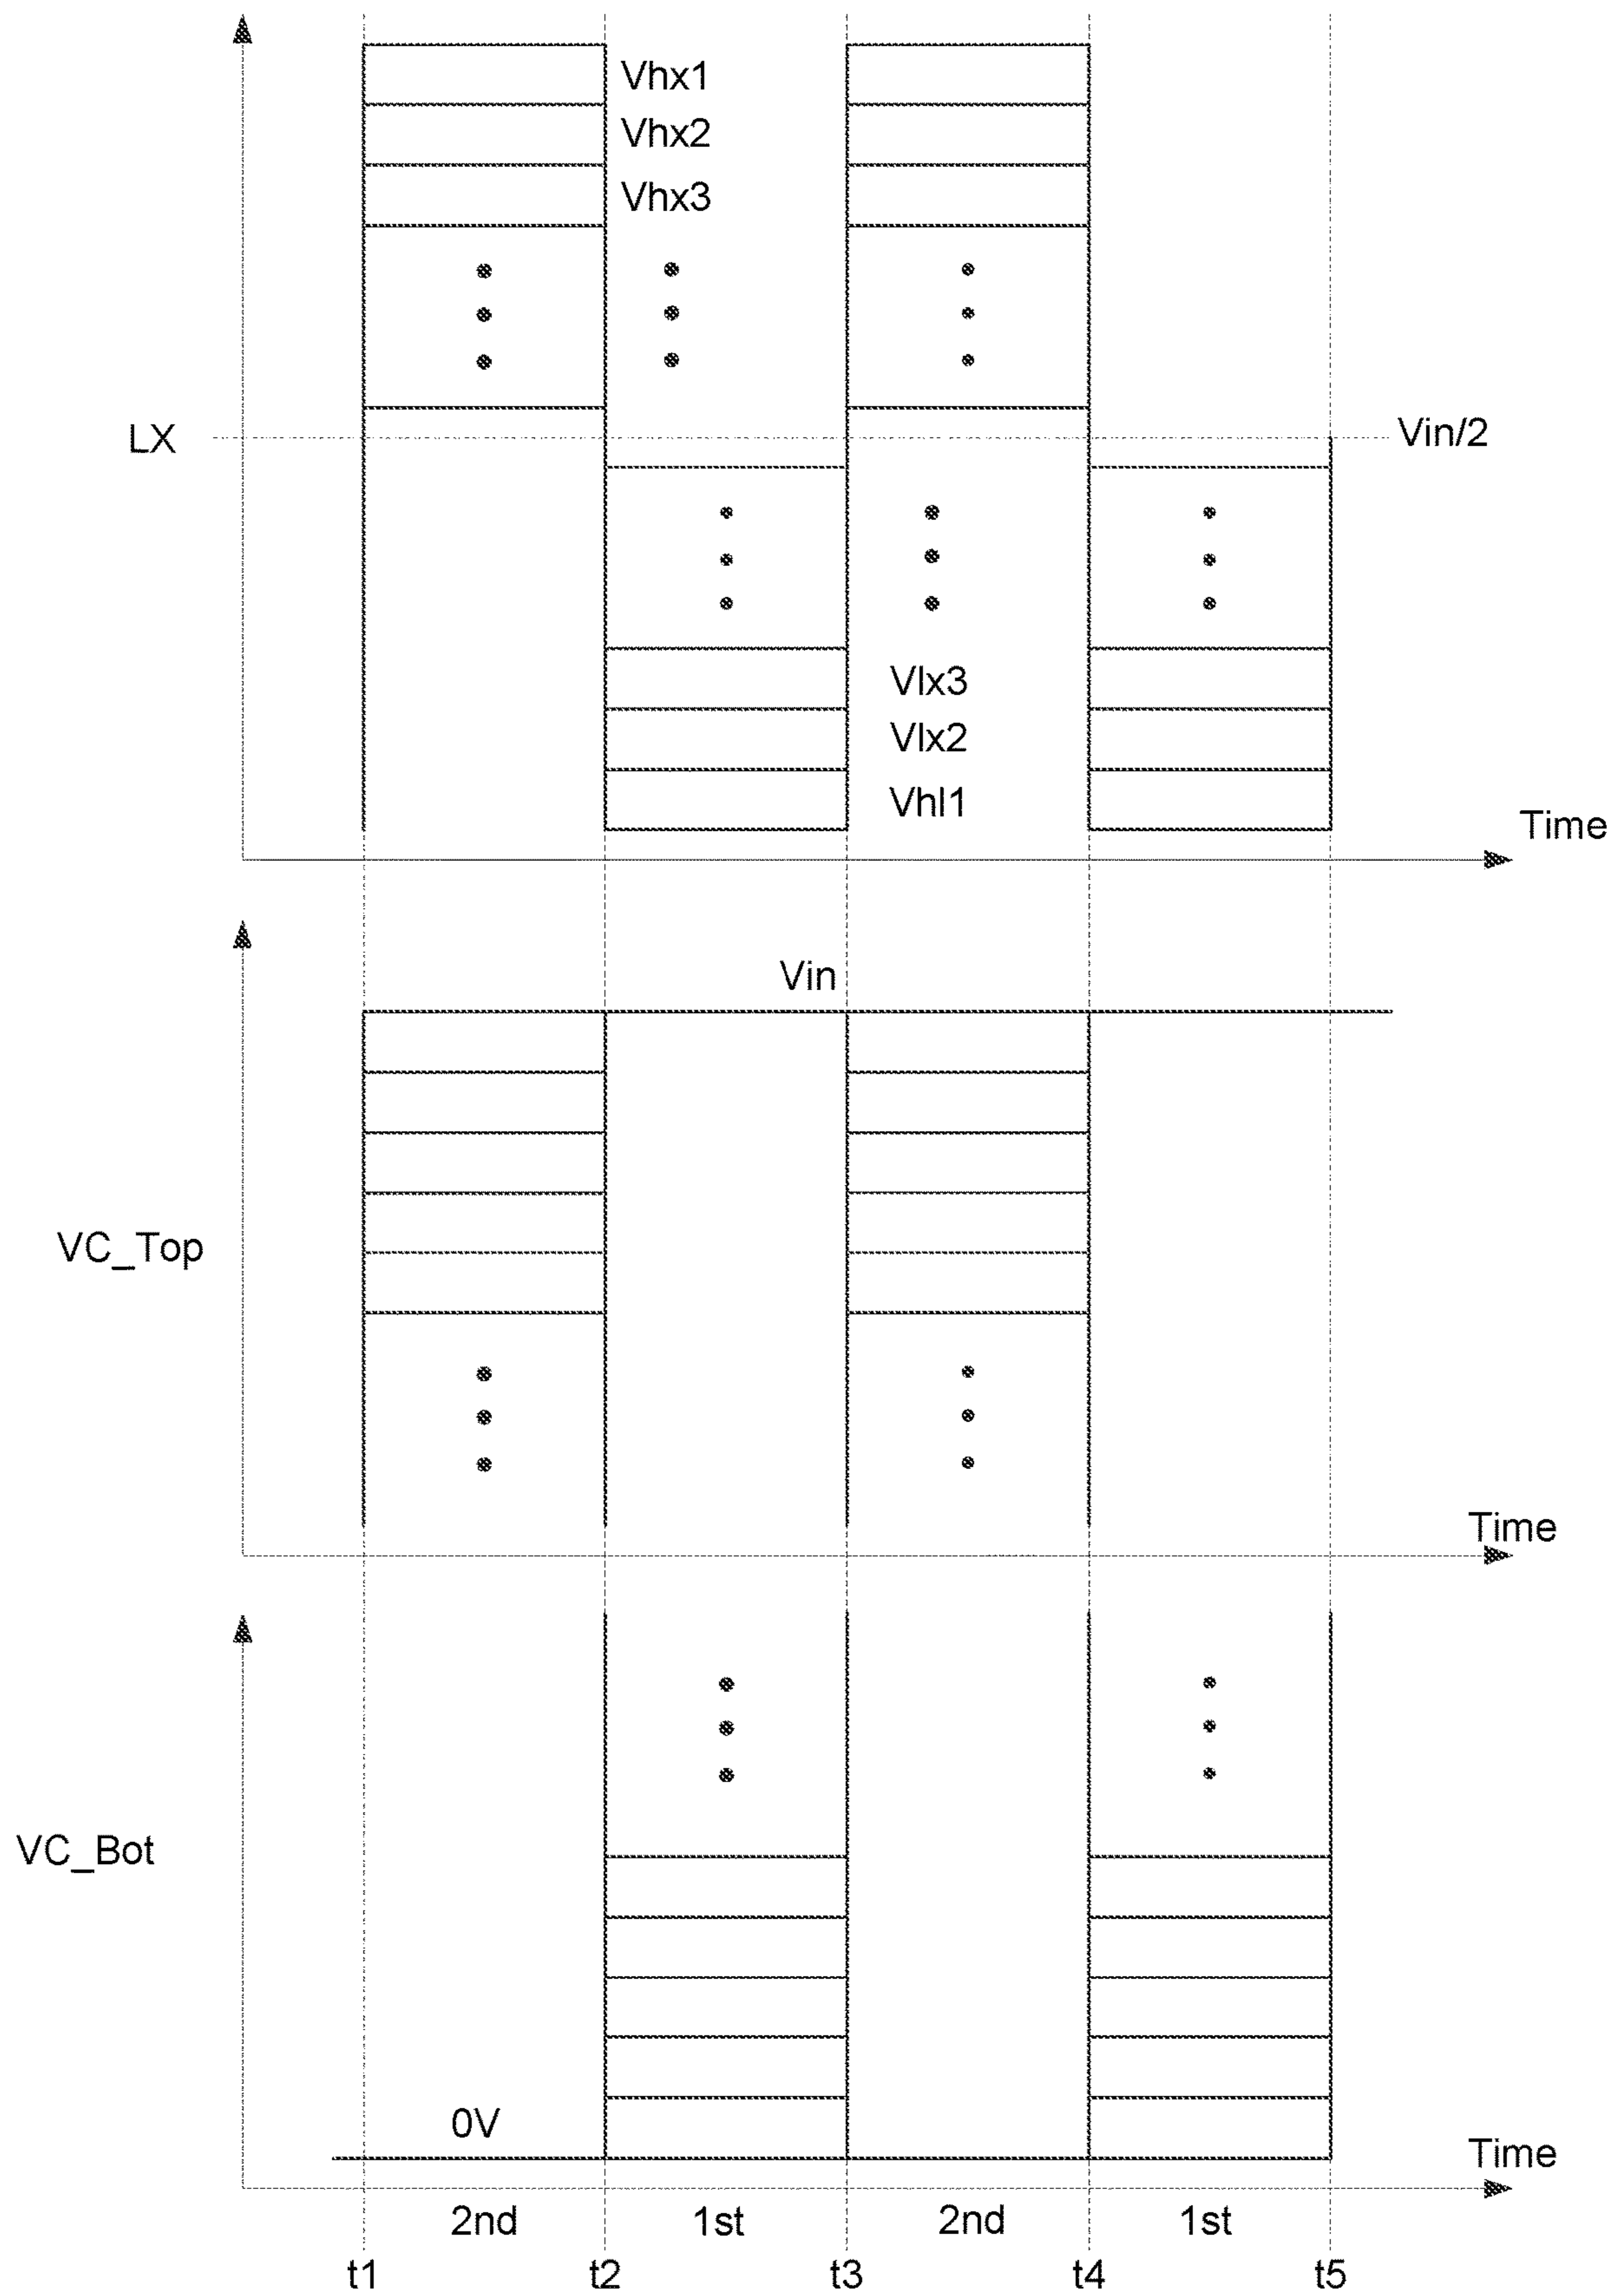 Vhx1
Vhx2
Vhx3
LX
Vin/2
Vlx3
Vlx2
Vhl1
Time
Vin
VC_Top
Time
VC_Bot
0V
Time
2nd 1st 2nd 1st
t1 t2 t3 t4 t5